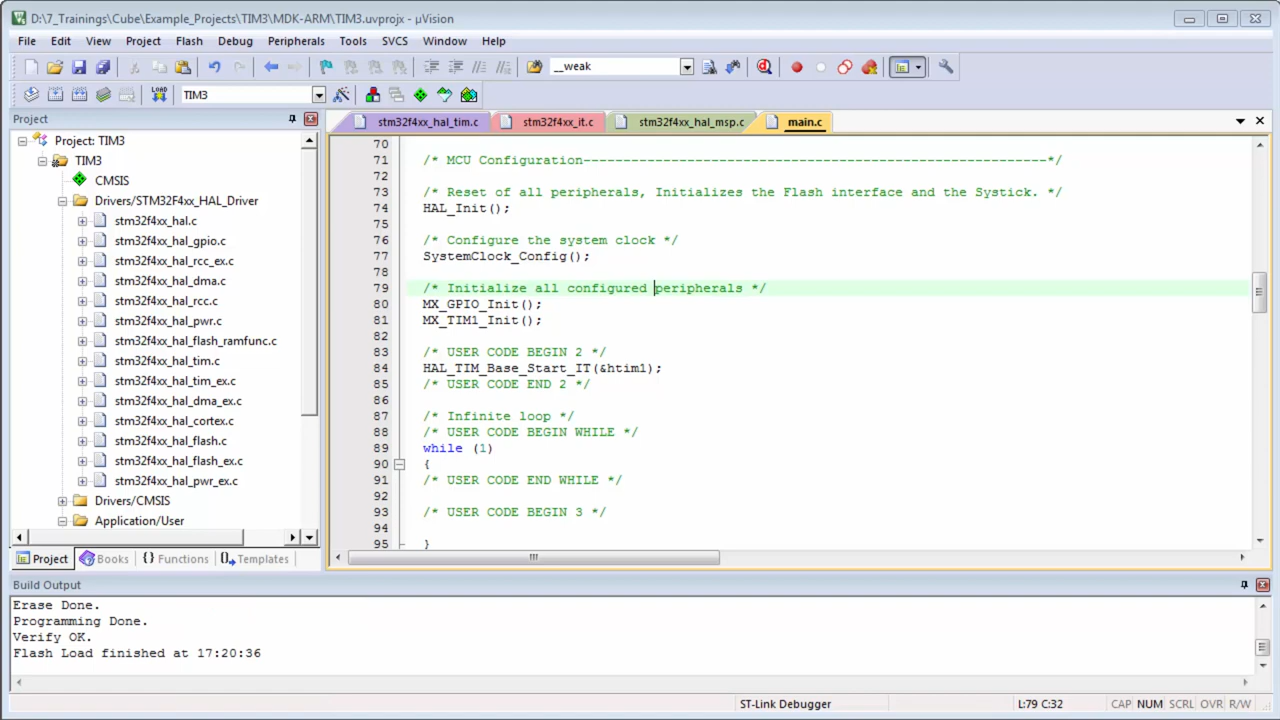 D:\7_Trainings\Cube\Example_Projects\TIM3\MDK-ARM\TIM3.uvprojx - µVision
File Edit View Project Flash Debug Peripherals Tools SVCS Window Help
__weak
LOAD TIM3
Project
stm32f4xx_hal_tim.c stm32f4xx_it.c stm32f4xx_hal_msp.c main.c
Project: TIM3
TIM3
CMSIS
Drivers/STM32F4xx_HAL_Driver
stm32f4xx_hal.c
stm32f4xx_hal_gpio.c
stm32f4xx_hal_rcc_ex.c
stm32f4xx_hal_dma.c
stm32f4xx_hal_rcc.c
stm32f4xx_hal_pwr.c
stm32f4xx_hal_flash_ramfunc.c
stm32f4xx_hal_tim.c
stm32f4xx_hal_tim_ex.c
stm32f4xx_hal_dma_ex.c
stm32f4xx_hal_cortex.c
stm32f4xx_hal_flash.c
stm32f4xx_hal_flash_ex.c
stm32f4xx_hal_pwr_ex.c
Drivers/CMSIS
Application/User
Project Books {} Functions Templates
70
71 /* MCU Configuration----------------------------------------------------------*/
72
73 /* Reset of all peripherals, Initializes the Flash interface and the Systick. */
74 HAL_Init();
75
76 /* Configure the system clock */
77 SystemClock_Config();
78
79 /* Initialize all configured peripherals */
80 MX_GPIO_Init();
81 MX_TIM1_Init();
82
83 /* USER CODE BEGIN 2 */
84 HAL_TIM_Base_Start_IT(&htim1);
85 /* USER CODE END 2 */
86
87 /* Infinite loop */
88 /* USER CODE BEGIN WHILE */
89 while (1)
90 {
91 /* USER CODE END WHILE */
92
93 /* USER CODE BEGIN 3 */
94
95 }
Build Output
Erase Done.
Programming Done.
Verify OK.
Flash Load finished at 17:20:36
ST-Link Debugger L:79 C:32 CAP NUM SCRL OVR R/W